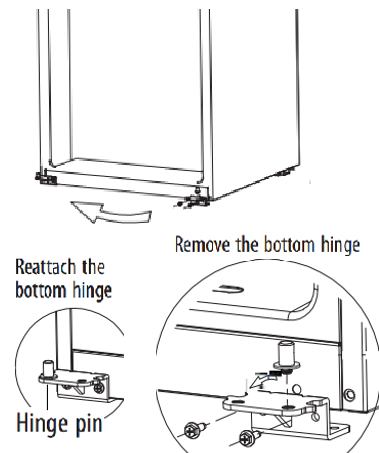 Remove the bottom hinge
Reattach the
bottom hinge
Hinge pin